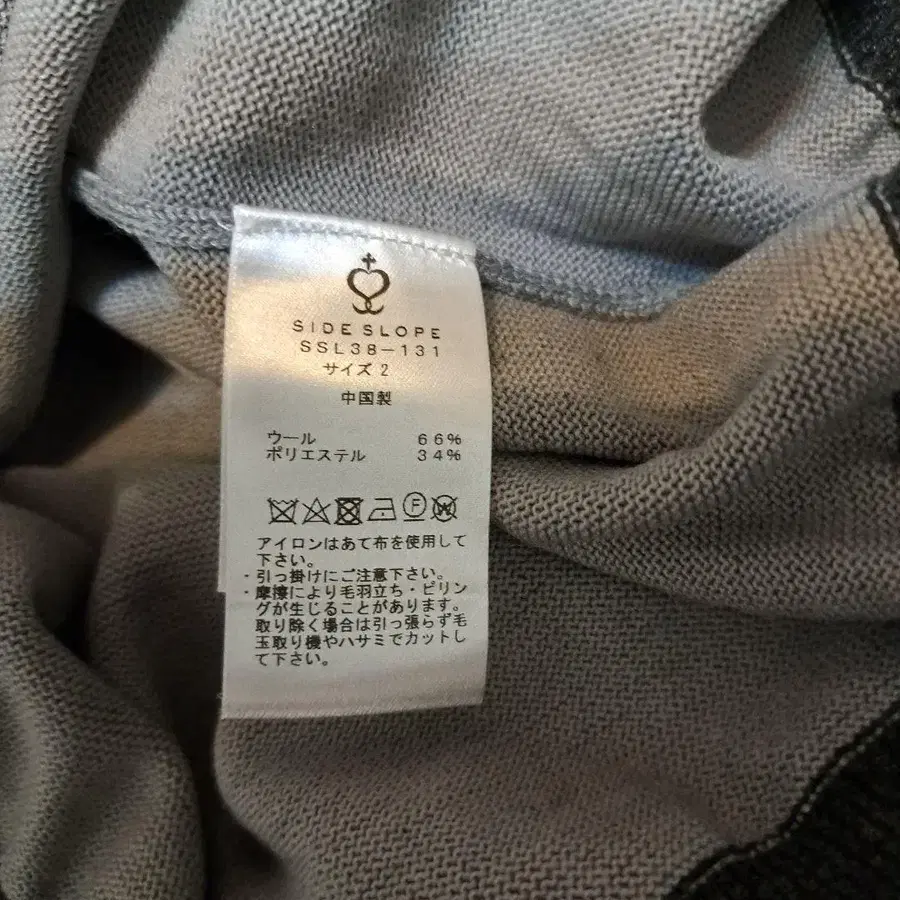 SIDE SLOPE
SSL38-131
サイズ 2
中国製
ウール 66%
ポリエステル 34%
F W
アイロンはあて布を使用して
下さい。
・引っ掛けにご注意下さい。
・摩擦により毛羽立ち・ピリン
グが生じることがあります。
取り除く場合は引っ張らず毛
玉取り機やハサミでカットし
て下さい。